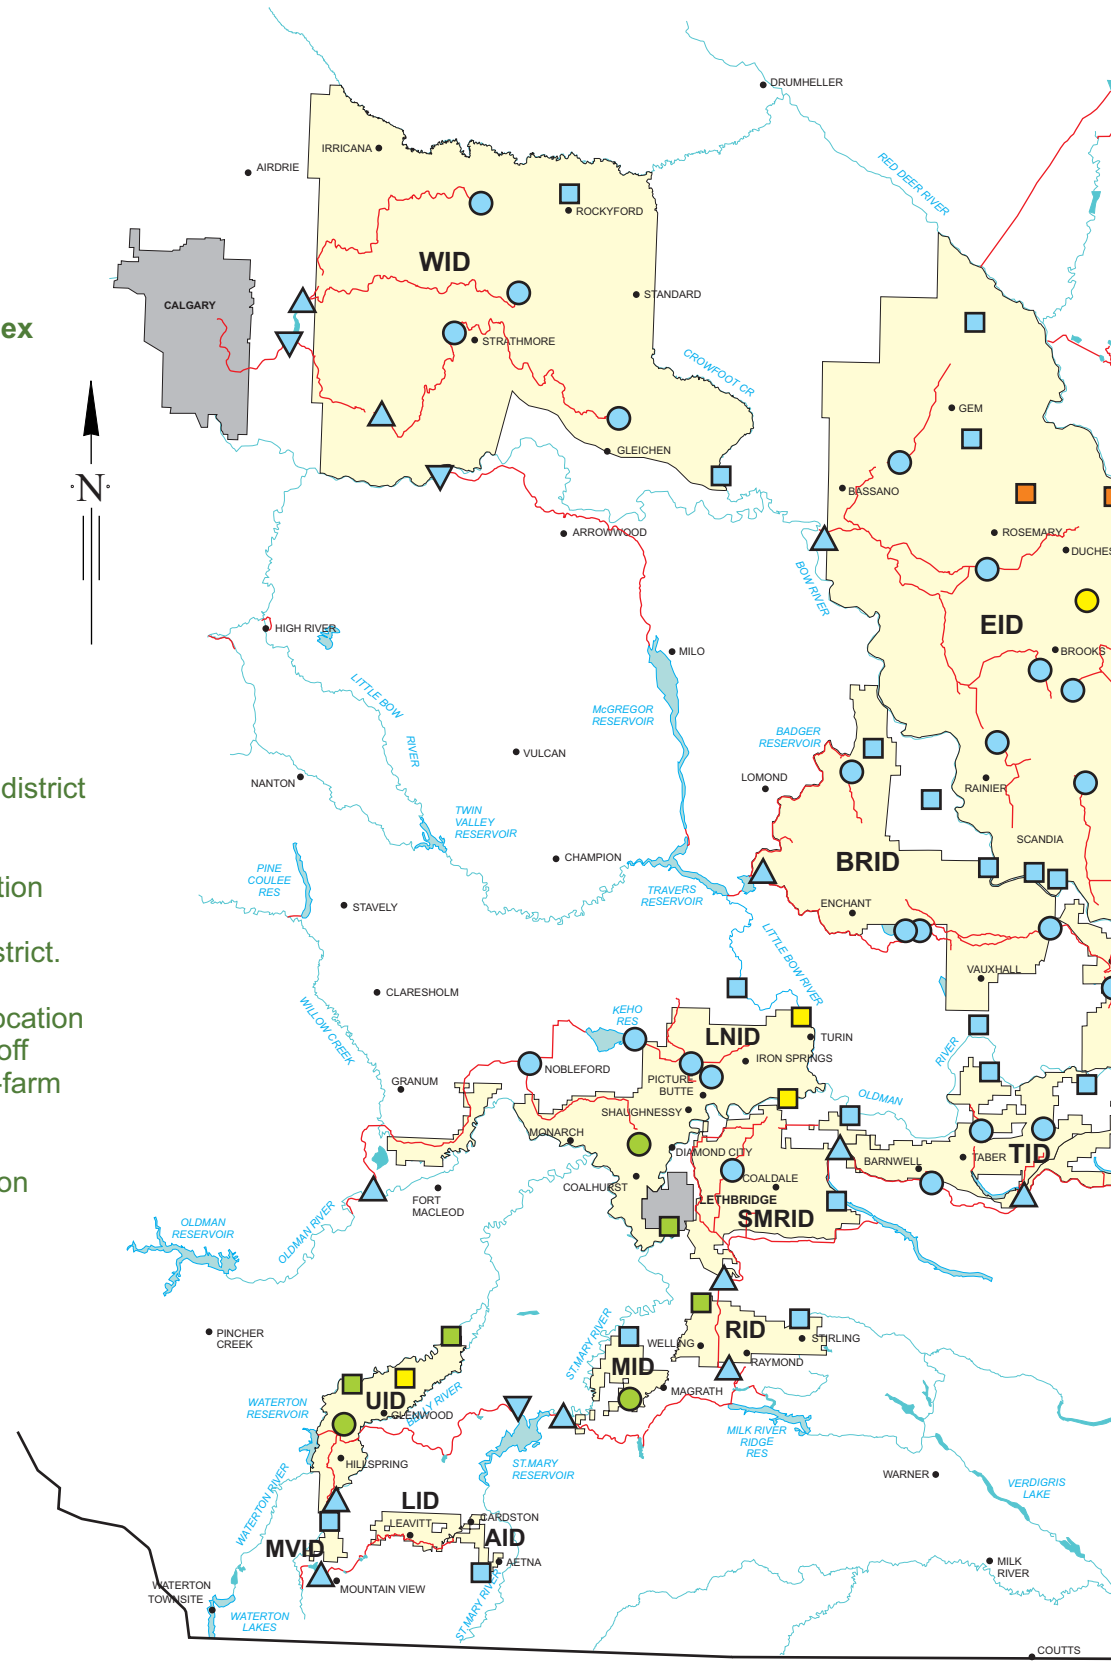 DRUMHELLER
IRRICANA
AIRDRIE
RED DEER RIVER
ROCKYFORD
WID
STANDARD
CALGARY
ex
STRATHMORE
CROWFOOT CR
GEM
GLEICHEN
N
BASSANO
ARROWWOOD
ROSEMARY
DUCHES
BOW RIVER
HIGH RIVER
EID
MILO
BROOKS
LITTLE BOW
RIVER
McGREGOR
RESERVOIR
BADGER
RESERVOIR
VULCAN
NANTON
LOMOND
district
RAINIER
TWIN
VALLEY
RESERVOIR
SCANDIA
CHAMPION
BRID
PINE
COULEE
RES
tion
TRAVERS
RESERVOIR
STAVELY
ENCHANT
strict.
LITTLE BOW RIVER
VAUXHALL
CLARESHOLM
WILLOW CREEK
ocation
KEHO
RES
LNID
TURIN
off
RIVER
IRON SPRINGS
NOBLEFORD
-farm
GRANUM
PICTURE
BUTTE
OLDMAN
SHAUGHNESSY
MONARCH
DIAMOND CITY
BARNWELL
TABER
TID
on
COALHURST
COALDALE
FORT
MACLEOD
LETHBRIDGE
SMRID
OLDMAN
RESERVOIR
OLDMAN RIVER
PINCHER
CREEK
ST.MARY RIVER
WELLING
RID
STIRLING
RAYMOND
MID
MAGRATH
WATERTON
RESERVOIR
UID
GLENWOOD
BELLY RIVER
MILK RIVER
RIDGE
RES
HILLSPRING
ST.MARY
RESERVOIR
WARNER
VERDIGRIS
LAKE
WATERTON RIVER
LID
LEAVITT
CARDSTON
AID
MVID
AETNA
MILK
RIVER
MOUNTAIN VIEW
WATERTON
TOWNSITE
ST.MARY RIVER
WATERTON
LAKES
COUTTS